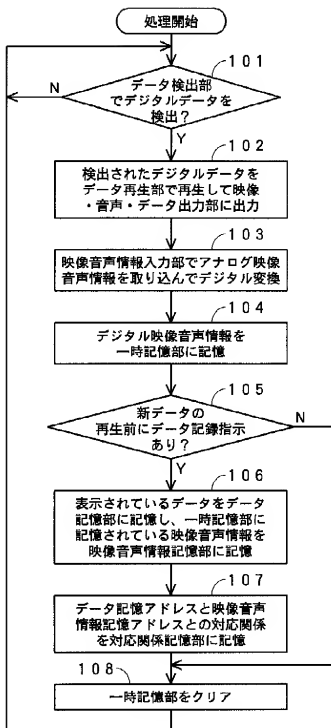 処理開始
101
データ検出部
でデジタルデータを
検出?
N
Y
102
検出されたデジタルデータを
データ再生部で再生して映像
・音声・データ出力部に出力
103
映像音声情報入力部でアナログ映像
音声情報を取り込んでデジタル変換
104
デジタル映像音声情報を
一時記憶部に記憶
105
新データの
再生前にデータ記録指示
あり?
N
Y
106
表示されているデータをデータ
記憶部に記憶し、一時記憶部に
記憶されている映像音声情報を
映像音声情報記憶部に記憶
107
データ記憶アドレスと映像音声
情報記憶アドレスとの対応関係
を対応関係記憶部に記憶
108
一時記憶部をクリア